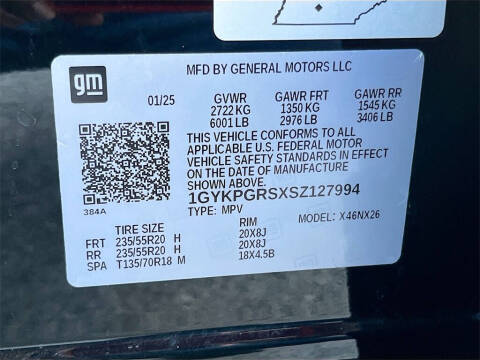 gm
MFD BY GENERAL MOTORS LLC
01/25 GVWR GAWR FRT GAWR RR
2722 KG 1350 KG 1545 KG
6001 LB 2976 LB 3406 LB
THIS VEHICLE CONFORMS TO ALL
APPLICABLE U.S. FEDERAL MOTOR
VEHICLE SAFETY STANDARDS IN EFFECT
ON THE DATE OF MANUFACTURE
SHOWN ABOVE.
1GYKPGRSXSZ127994
384A TYPE: MPV MODEL: X46NX26
TIRE SIZE RIM
FRT 235/55R20 H 20X8J
RR 235/55R20 H 20X8J
SPA T135/70R18 M 18X4.5B